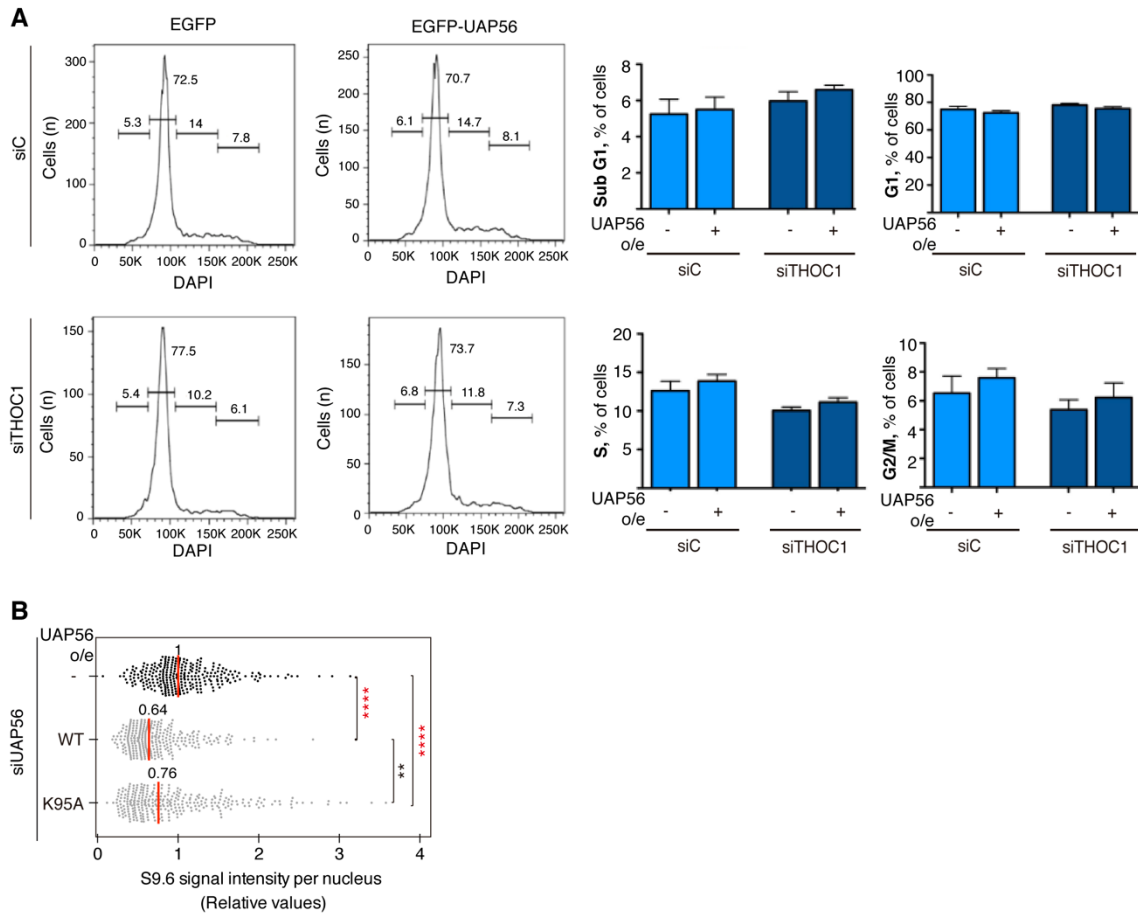 A
EGFP
EGFP-UAP56
siC
Cells (n)
300
200
100
0
72.5
5.3
14
7.8
0 50K 100K 150K 200K 250K
DAPI
Cells (n)
250
200
150
100
50
0
70.7
6.1
14.7
8.1
0 50K 100K 150K 200K 250K
DAPI
Sub G1, % of cells
8
6
4
2
UAP56 o/e
- + - +
siC siTHOC1
G1, % of cells
100
80
60
40
20
- + - +
siC siTHOC1
siTHOC1
Cells (n)
150
100
50
0
77.5
5.4
10.2
6.1
0 50K 100K 150K 200K 250K
DAPI
Cells (n)
150
100
50
0
73.7
6.8
11.8
7.3
0 50K 100K 150K 200K 250K
DAPI
S, % of cells
20
15
10
5
UAP56 o/e
- + - +
siC siTHOC1
G2/M, % of cells
10
8
6
4
2
UAP56 o/e
- + - +
siC siTHOC1
B
siUAP56
UAP56
o/e
-
WT
K95A
1
0.64
0.76
****
**
****
0 1 2 3 4
S9.6 signal intensity per nucleus
(Relative values)